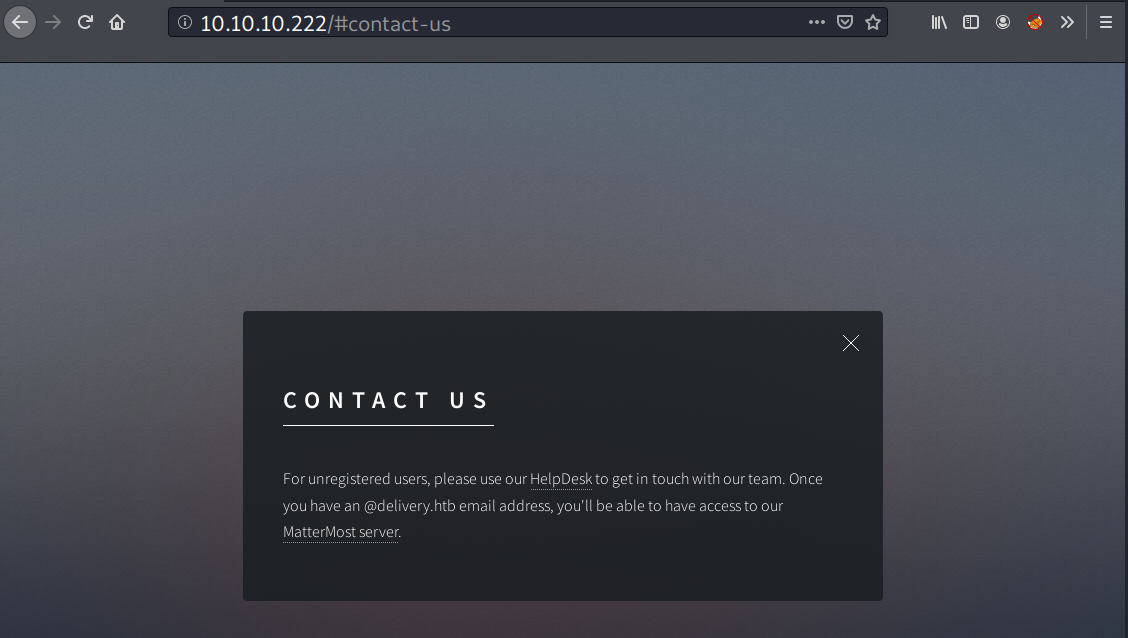 10.10.10.222/#contact-us
CONTACT US
For unregistered users, please use our HelpDesk to get in touch with our team. Once
you have an @delivery.htb email address, you'll be able to have access to our
MatterMost server.